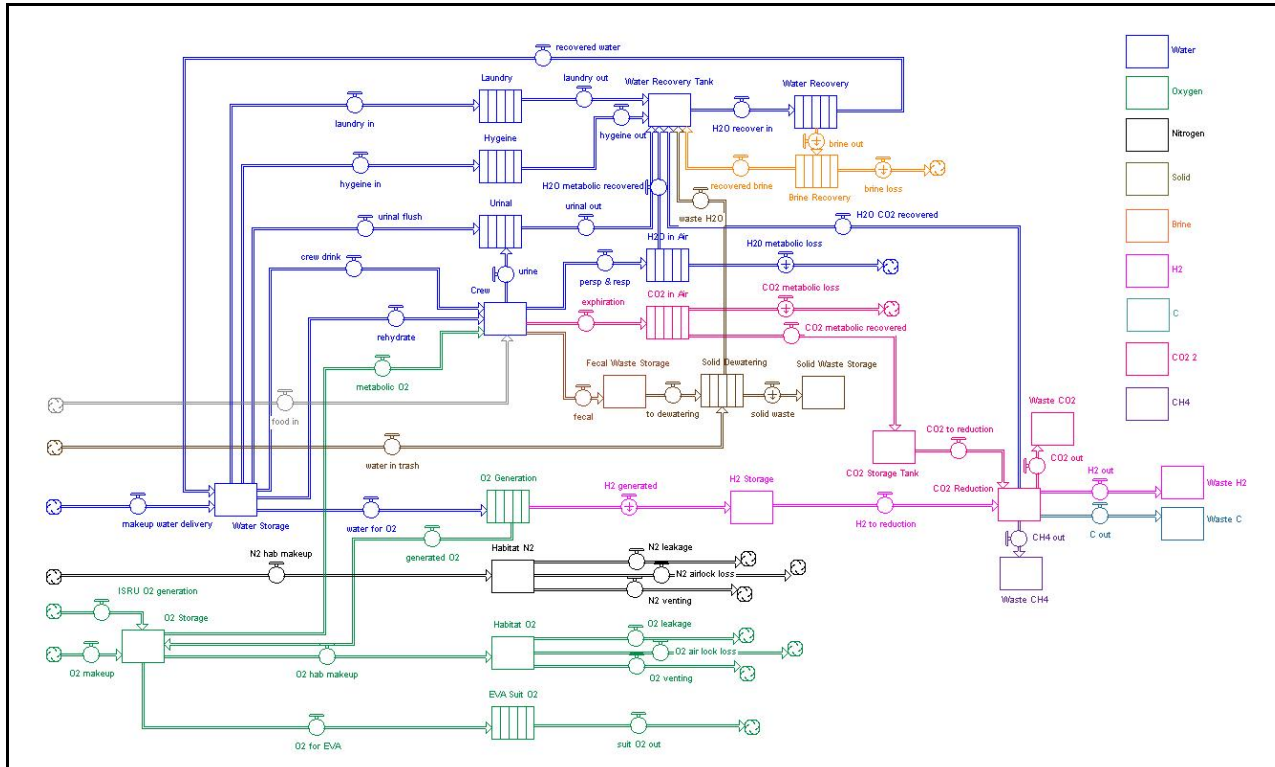 recovered water
Water
Laundry
laundry out
Water Recovery Tank
Water Recovery
Oxygen
laundry in
H2O recover in
Hygeine
hygeine out
Nitrogen
brine out
hygeine in
H2O metabolic recovered
recovered brine
Brine Recovery
brine loss
Solid
Urinal
urinal flush
urinal out
waste H2O
H2O CO2 recovered
Brine
crew drink
urine
H2O in Air
H2O metabolic loss
Crew
persp & resp
CO2 in Air
CO2 metabolic loss
H2
exphiration
rehydrate
CO2 metabolic recovered
C
metabolic O2
Fecal Waste Storage
Solid Dewatering
Solid Waste Storage
CO2 2
food in
fecal
to dewatering
solid waste
Waste CO2
CH4
water in trash
CO2 to reduction
CO2 Storage Tank
CO2 out
O2 Generation
H2 generated
H2 Storage
CO2 Reduction
H2 out
Waste H2
makeup water delivery
Water Storage
water for O2
H2 to reduction
C out
Waste C
CH4 out
N2 hab makeup
generated O2
Habitat N2
N2 leakage
N2 airlock loss
ISRU O2 generation
N2 venting
Waste CH4
O2 Storage
Habitat O2
O2 leakage
O2 air lock loss
O2 makeup
O2 hab makeup
O2 venting
EVA Suit O2
O2 for EVA
suit O2 out